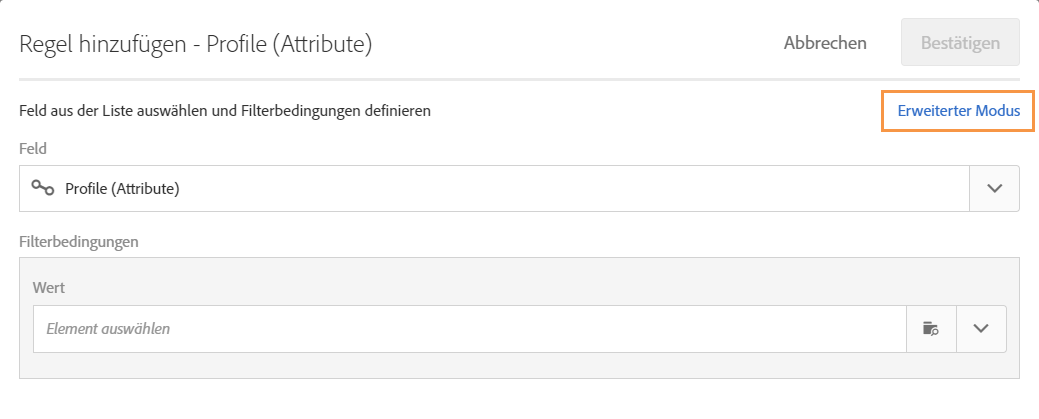 Regel hinzufügen - Profile (Attribute)
Abbrechen
Bestätigen
Feld aus der Liste auswählen und Filterbedingungen definieren
Erweiterter Modus
Feld
Profile (Attribute)
Filterbedingungen
Wert
Element auswählen